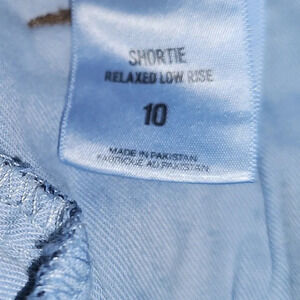 SHORTIE
RELAXED LOW RISE
10
MADE IN PAKISTAN
FABRIQUÉ AU PAKISTAN